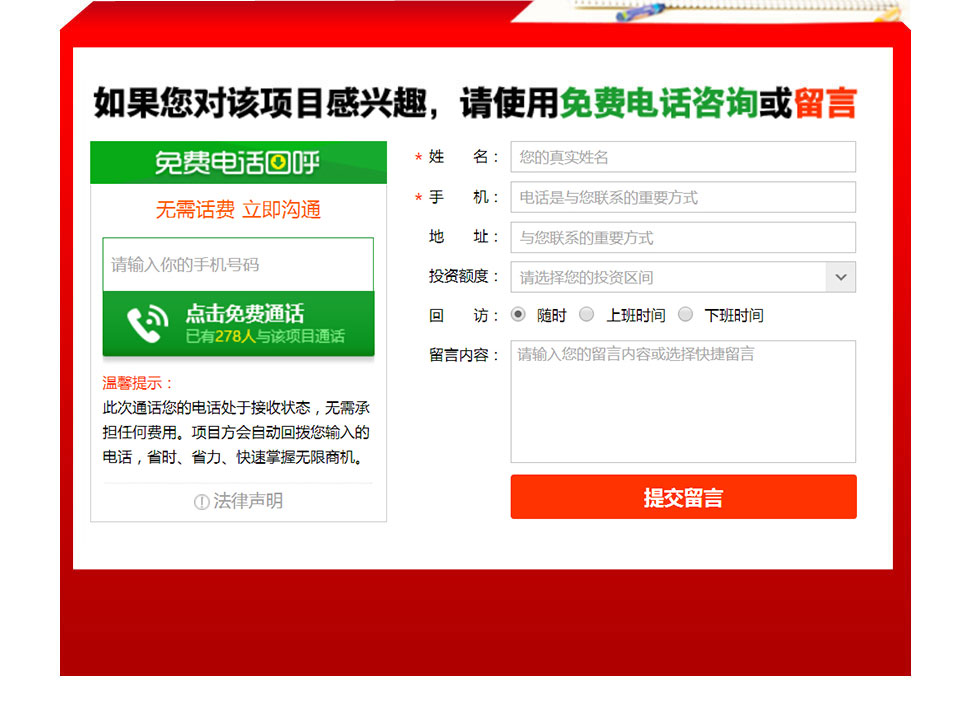 如果您对该项目感兴趣，请使用免费电话咨询或留言
免费电话回呼
无需话费 立即沟通
请输入你的手机号码
点击免费通话
已有278人与该项目通话
温馨提示：
此次通话您的电话处于接收状态，无需承
担任何费用。项目方会自动回拨您输入的
电话，省时、省力、快速掌握无限商机。
法律声明
* 姓 名： 您的真实姓名
* 手 机： 电话是与您联系的重要方式
地 址： 与您联系的重要方式
投资额度： 请选择您的投资区间
回 访： 随时 上班时间 下班时间
留言内容： 请输入您的留言内容或选择快捷留言
提交留言